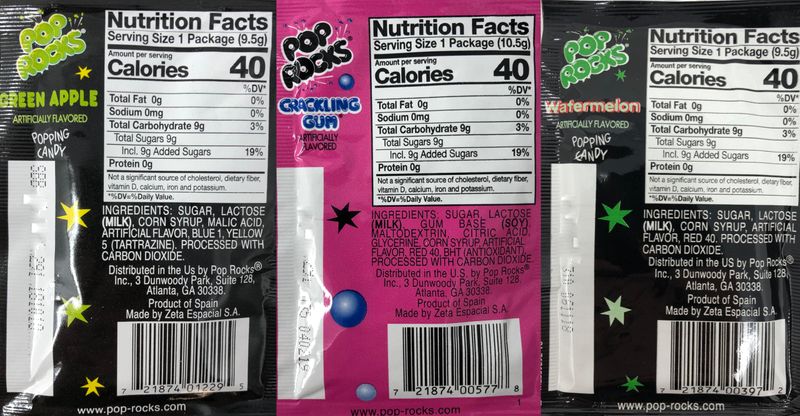 POP
ROCKS®
GREEN APPLE
ARTIFICIALLY FLAVORED
POPPING
CANDY
Nutrition Facts
Serving Size 1 Package (9.5g)
Amount per serving
Calories 40
%DV*
Total Fat 0g 0%
Sodium 0mg 0%
Total Carbohydrate 9g 3%
Total Sugars 9g
Incl. 9g Added Sugars 19%
Protein 0g
Not a significant source of cholesterol, dietary fiber,
vitamin D, calcium, iron and potassium.
*%DV=%Daily Value.
INGREDIENTS: SUGAR, LACTOSE
(MILK), CORN SYRUP, MALIC ACID,
ARTIFICIAL FLAVOR, BLUE 1, YELLOW
5 (TARTRAZINE). PROCESSED WITH
CARBON DIOXIDE.
Distributed in the US by Pop Rocks®
Inc., 3 Dunwoody Park, Suite 128,
Atlanta, GA 30338.
Product of Spain
Made by Zeta Espacial S.A.
7 21874 01229 5
www.pop-rocks.com
POP
ROCKS®
CRACKLING
GUM
ARTIFICIALLY
FLAVORED
Nutrition Facts
Serving Size 1 Package (10.5g)
Amount per serving
Calories 40
%DV*
Total Fat 0g 0%
Sodium 0mg 0%
Total Carbohydrate 9g 3%
Total Sugars 9g
Incl. 9g Added Sugars 19%
Protein 0g
Not a significant source of cholesterol, dietary fiber,
vitamin D, calcium, iron and potassium.
*%DV=%Daily Value.
INGREDIENTS: SUGAR, LACTOSE
(MILK) GUM BASE (SOY)
MALTODEXTRIN, CITRIC ACID,
GLYCERINE, CORN SYRUP, ARTIFICIAL
FLAVOR, RED 40, BHT (ANTIOXIDANT).
PROCESSED WITH CARBON DIOXIDE.
Distributed in the U.S. by Pop Rocks®
Inc., 3 Dunwoody Park, Suite 128,
Atlanta, GA 30338.
Product of Spain
Made by Zeta Espacial S.A.
7 21874 00577 8
1
www.pop-rocks.com
POP
ROCKS®
Watermelon
ARTIFICIALLY FLAVORED
POPPING
CANDY
Nutrition Facts
Serving Size 1 Package (9.5g)
Amount per serving
Calories 40
%DV*
Total Fat 0g 0%
Sodium 0mg 0%
Total Carbohydrate 9g 3%
Total Sugars 9g
Incl. 9g Added Sugars 19%
Protein 0g
Not a significant source of cholesterol, dietary fiber,
vitamin D, calcium, iron and potassium.
*%DV=%Daily Value.
INGREDIENTS: SUGAR, LACTOSE
(MILK), CORN SYRUP, ARTIFICIAL
FLAVOR, RED 40. PROCESSED WITH
CARBON DIOXIDE.
Distributed in the US by Pop Rocks®
Inc., 3 Dunwoody Park, Suite 128,
Atlanta, GA 30338.
Product of Spain
Made by Zeta Espacial S.A.
7 21874 00397 2
www.pop-rocks.com